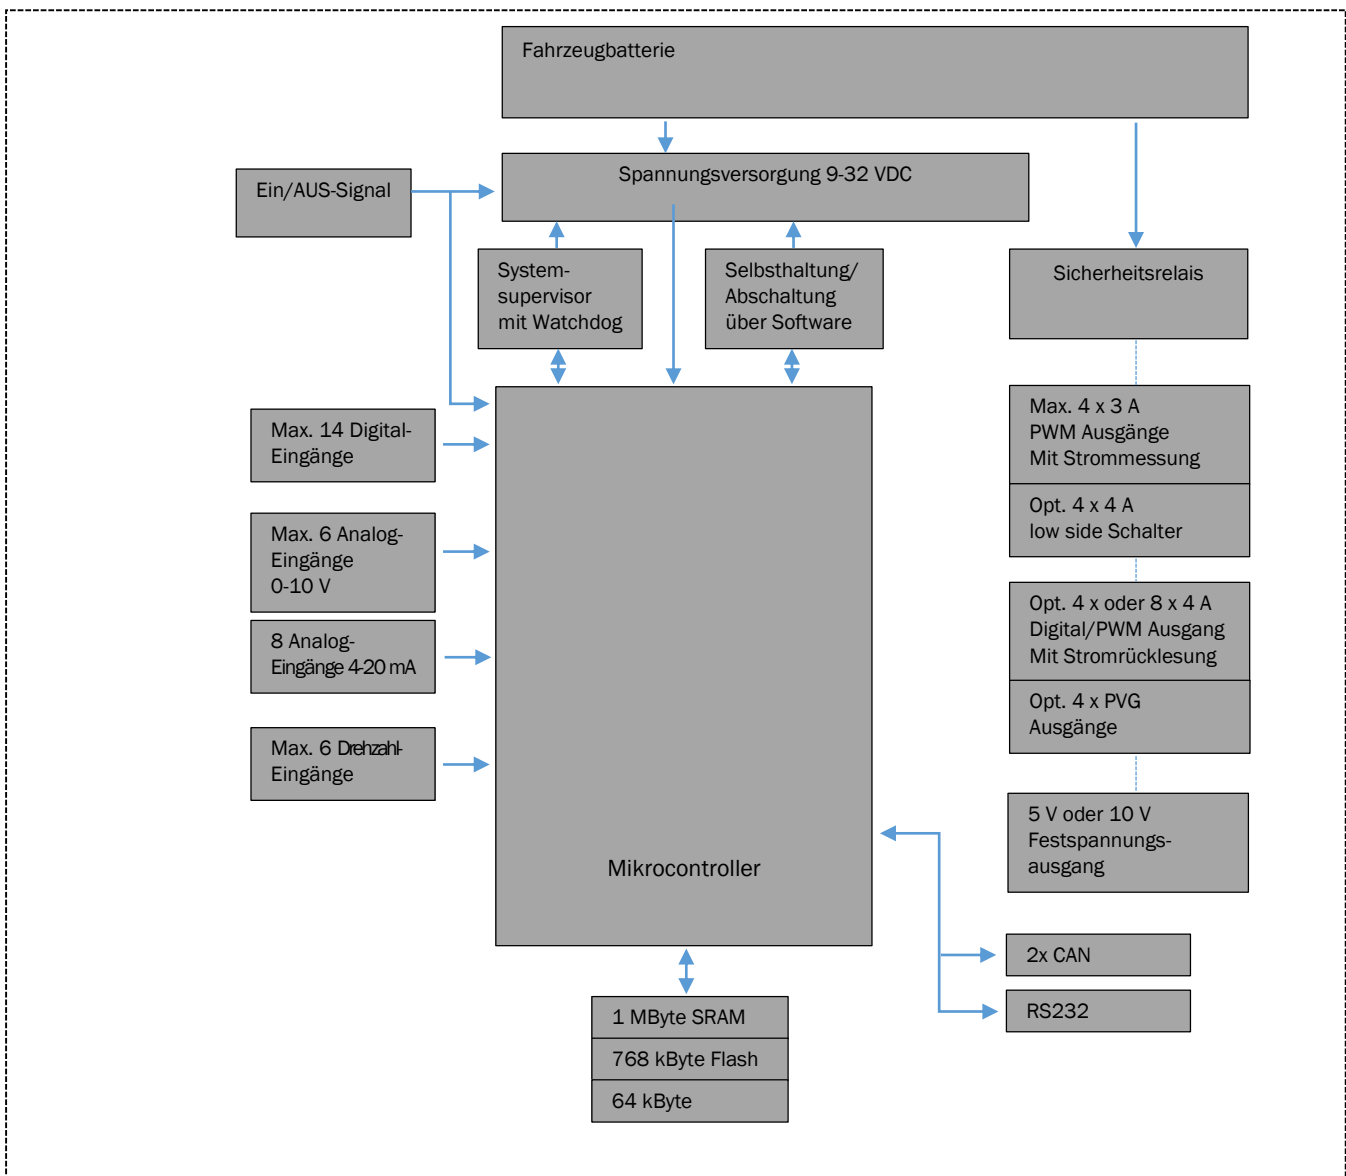 Fahrzeugbatterie
Spannungsversorgung 9-32 VDC
Ein/AUS-Signal
System-
supervisor
mit Watchdog
Selbsthaltung/
Abschaltung
über Software
Sicherheitsrelais
Max. 14 Digital-
Eingänge
Max. 6 Analog-
Eingänge
0-10 V
8 Analog-
Eingänge 4-20 mA
Max. 6 Drehzahl-
Eingänge
Mikrocontroller
Max. 4 x 3 A
PWM Ausgänge
Mit Strommessung
Opt. 4 x 4 A
low side Schalter
Opt. 4 x oder 8 x 4 A
Digital/PWM Ausgang
Mit Stromrücklesung
Opt. 4 x PVG
Ausgänge
5 V oder 10 V
Festspannungs-
ausgang
2x CAN
RS232
1 MByte SRAM
768 kByte Flash
64 kByte